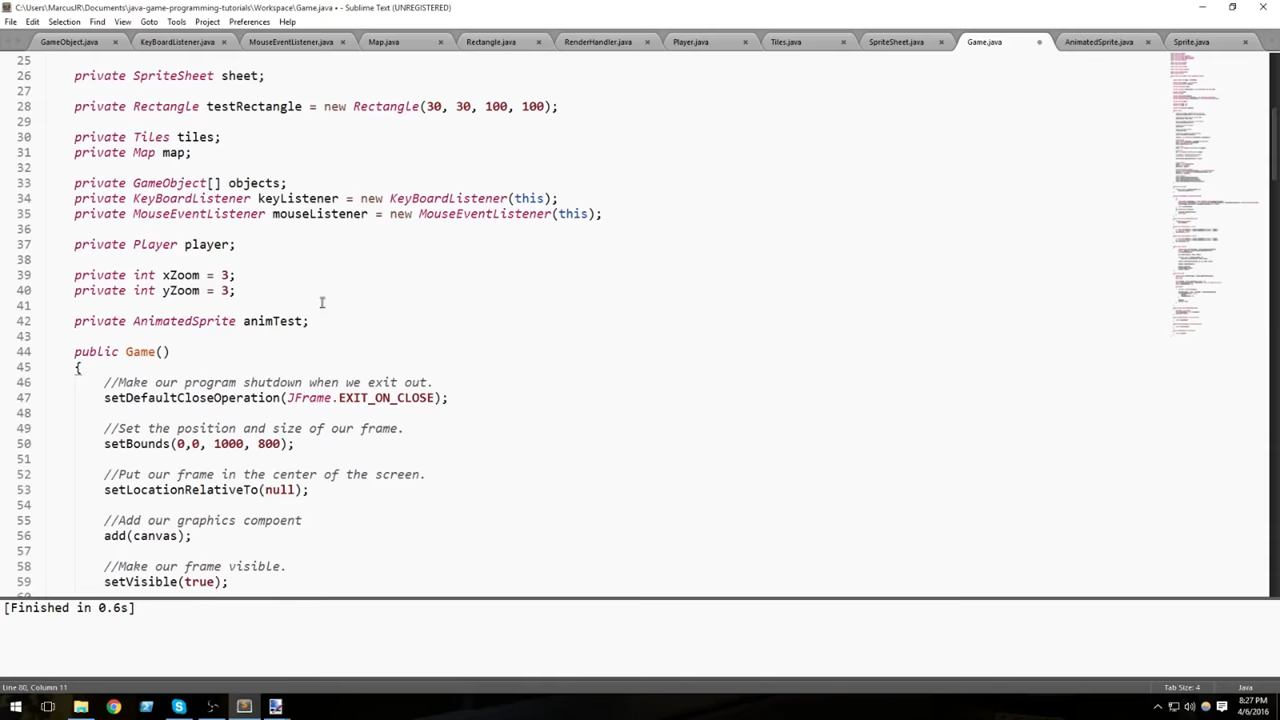 C:\Users\MarcusJR\Documents\java-game-programming-tutorials\Workspace\Game.java • - Sublime Text (UNREGISTERED)
File Edit Selection Find View Goto Tools Project Preferences Help
GameObject.java × KeyBoardListener.java × MouseEventListener.java × Map.java × Rectangle.java × RenderHandler.java × Player.java × Tiles.java × SpriteSheet.java × Game.java AnimatedSprite.java × Sprite.java ×
25
26 private SpriteSheet sheet;
27
28 private Rectangle testRectangle = new Rectangle(30, 30, 100, 100);
29
30 private Tiles tiles;
31 private Map map;
32
33 private GameObject[] objects;
34 private KeyBoardListener keyListener = new KeyBoardListener(this);
35 private MouseEventListener mouseListener = new MouseEventListener(this);
36
37 private Player player;
38
39 private int xZoom = 3;
40 private int yZoom = 3;
41
42 private AnimatedSprite animTest;
43
44 public Game()
45 {
46 //Make our program shutdown when we exit out.
47 setDefaultCloseOperation(JFrame.EXIT_ON_CLOSE);
48
49 //Set the position and size of our frame.
50 setBounds(0,0, 1000, 800);
51
52 //Put our frame in the center of the screen.
53 setLocationRelativeTo(null);
54
55 //Add our graphics compoent
56 add(canvas);
57
58 //Make our frame visible.
59 setVisible(true);
[Finished in 0.6s]
Line 80, Column 11 Tab Size: 4 Java
8:27 PM
4/6/2016